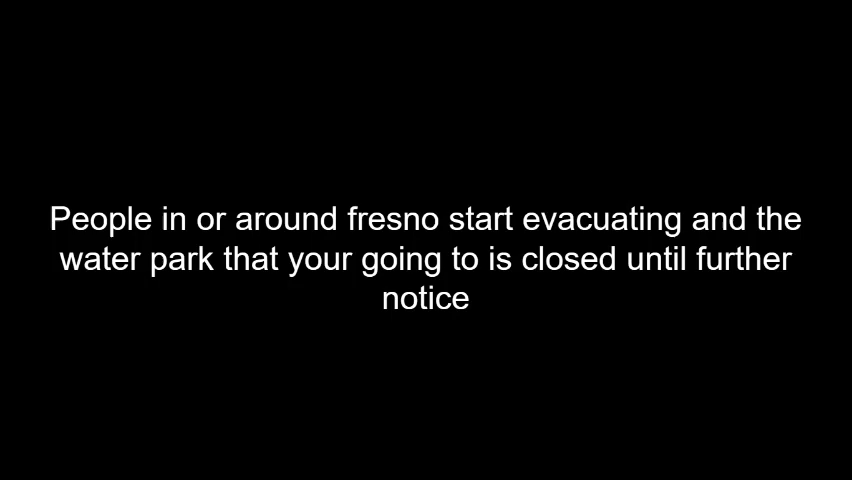 People in or around fresno start evacuating and the
water park that your going to is closed until further
notice